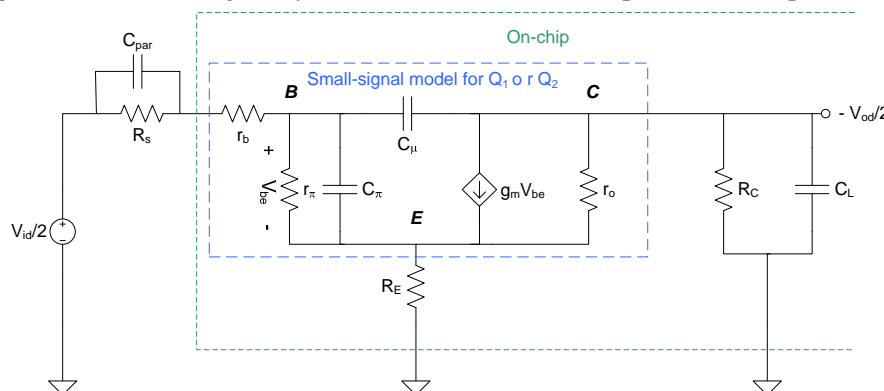 On-chip
Cpar
Small-signal model for Q1 o r Q2
B
C
Rs
rb
Cμ
- Vod/2
+
Vbe
-
rπ
Cπ
gmVbe
ro
RC
CL
E
Vid/2
+
-
RE